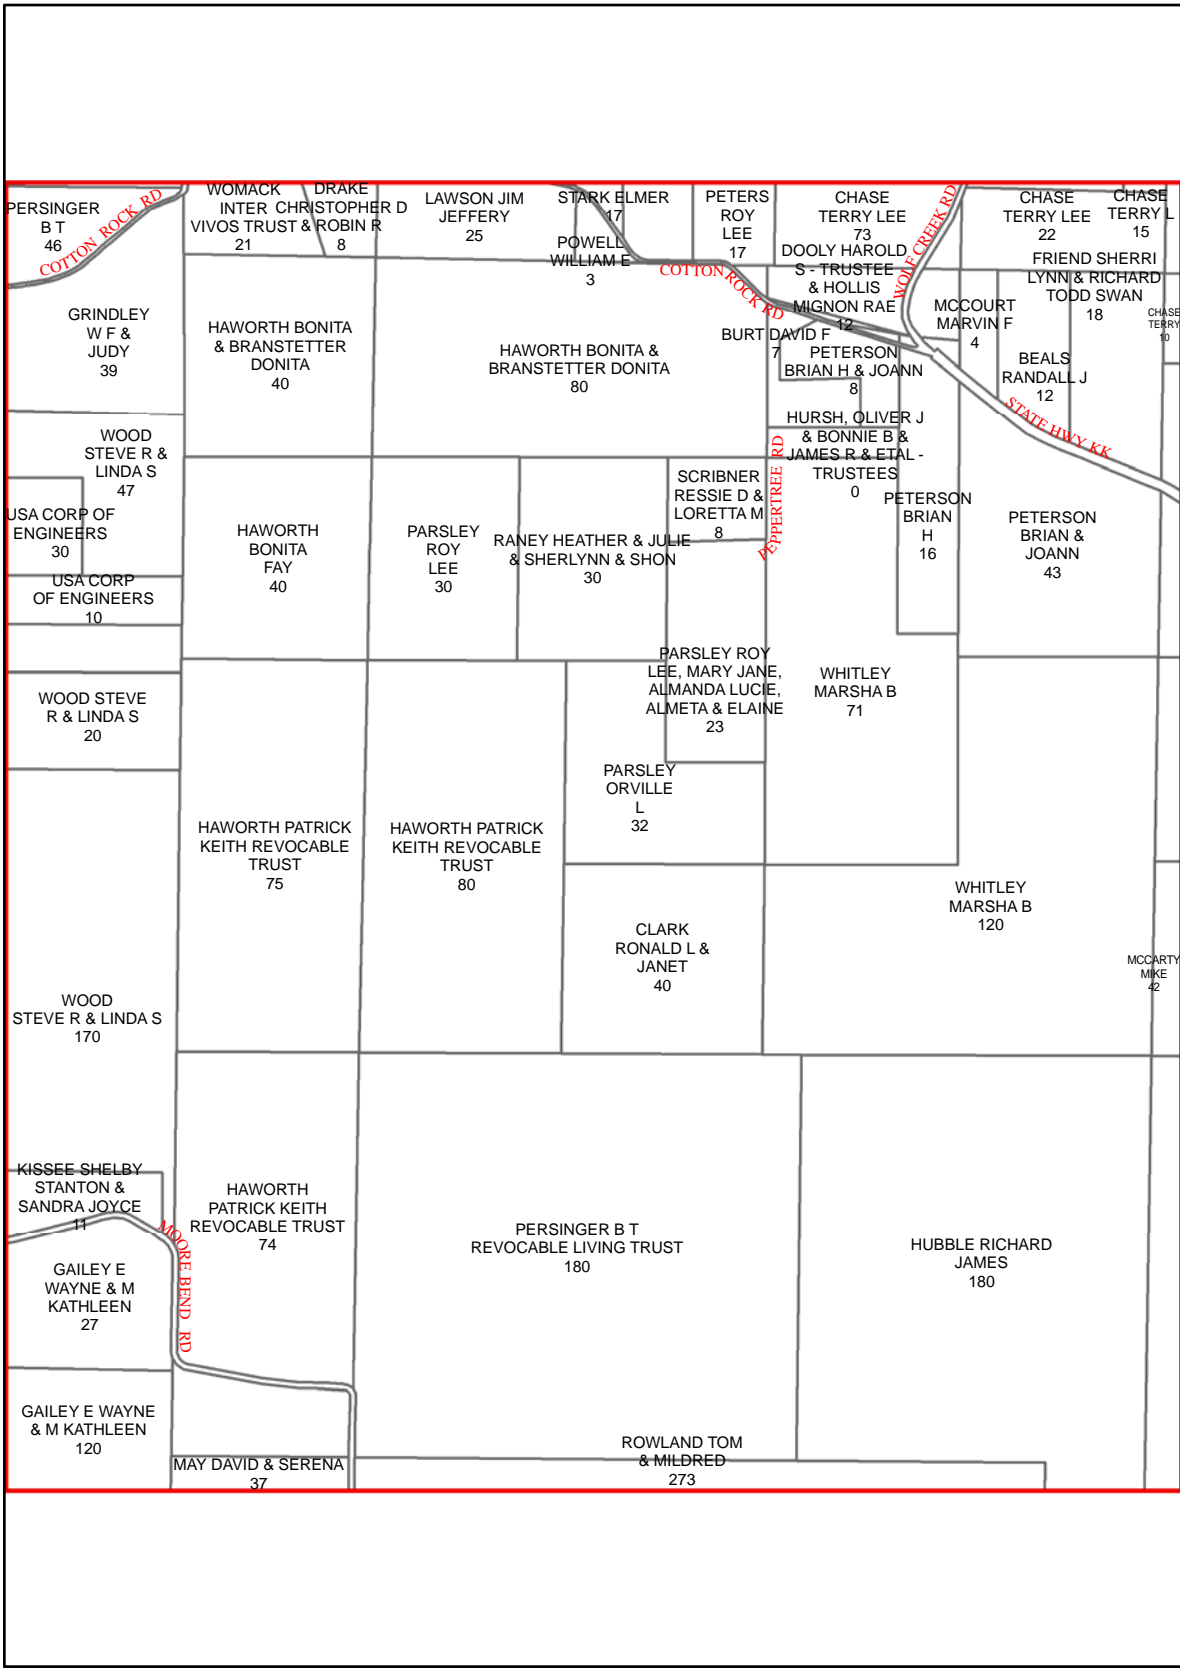 PERSINGER
B T
46
COTTON ROCK RD
WOMACK
INTER
VIVOS TRUST
21
DRAKE
CHRISTOPHER D
& ROBIN R
8
LAWSON JIM
JEFFERY
25
STARK ELMER
17
POWELL
WILLIAM E
3
PETERS
ROY
LEE
17
CHASE
TERRY LEE
73
WOLF CREEK RD
CHASE
TERRY LEE
22
CHASE
TERRY L
15
COTTON ROCK RD
DOOLY HAROLD
S - TRUSTEE
& HOLLIS
MIGNON RAE
12
FRIEND SHERRI
LYNN & RICHARD
TODD SWAN
18
MCCOURT
MARVIN F
4
CHASE
TERRY
10
GRINDLEY
W F &
JUDY
39
HAWORTH BONITA
& BRANSTETTER
DONITA
40
HAWORTH BONITA &
BRANSTETTER DONITA
80
BURT DAVID F
7
PETERSON
BRIAN H & JOANN
8
BEALS
RANDALL J
12
STATE HWY KK
WOOD
STEVE R &
LINDA S
47
HURSH, OLIVER J
& BONNIE B &
JAMES R & ETAL -
TRUSTEES
0
PEPPERTREE RD
USA CORP OF
ENGINEERS
30
HAWORTH
BONITA
FAY
40
PARSLEY
ROY
LEE
30
RANEY HEATHER & JULIE
& SHERLYNN & SHON
30
SCRIBNER
RESSIE D &
LORETTA M
8
PETERSON
BRIAN
H
16
PETERSON
BRIAN &
JOANN
43
USA CORP
OF ENGINEERS
10
WOOD STEVE
R & LINDA S
20
PARSLEY ROY
LEE, MARY JANE,
ALMANDA LUCIE,
ALMETA & ELAINE
23
WHITLEY
MARSHA B
71
PARSLEY
ORVILLE
L
32
HAWORTH PATRICK
KEITH REVOCABLE
TRUST
75
HAWORTH PATRICK
KEITH REVOCABLE
TRUST
80
WHITLEY
MARSHA B
120
CLARK
RONALD L &
JANET
40
MCCARTY
MIKE
42
WOOD
STEVE R & LINDA S
170
KISSEE SHELBY
STANTON &
SANDRA JOYCE
11
HAWORTH
PATRICK KEITH
REVOCABLE TRUST
74
MOORE BEND RD
PERSINGER B T
REVOCABLE LIVING TRUST
180
HUBBLE RICHARD
JAMES
180
GAILEY E
WAYNE & M
KATHLEEN
27
GAILEY E WAYNE
& M KATHLEEN
120
MAY DAVID & SERENA
37
ROWLAND TOM
& MILDRED
273